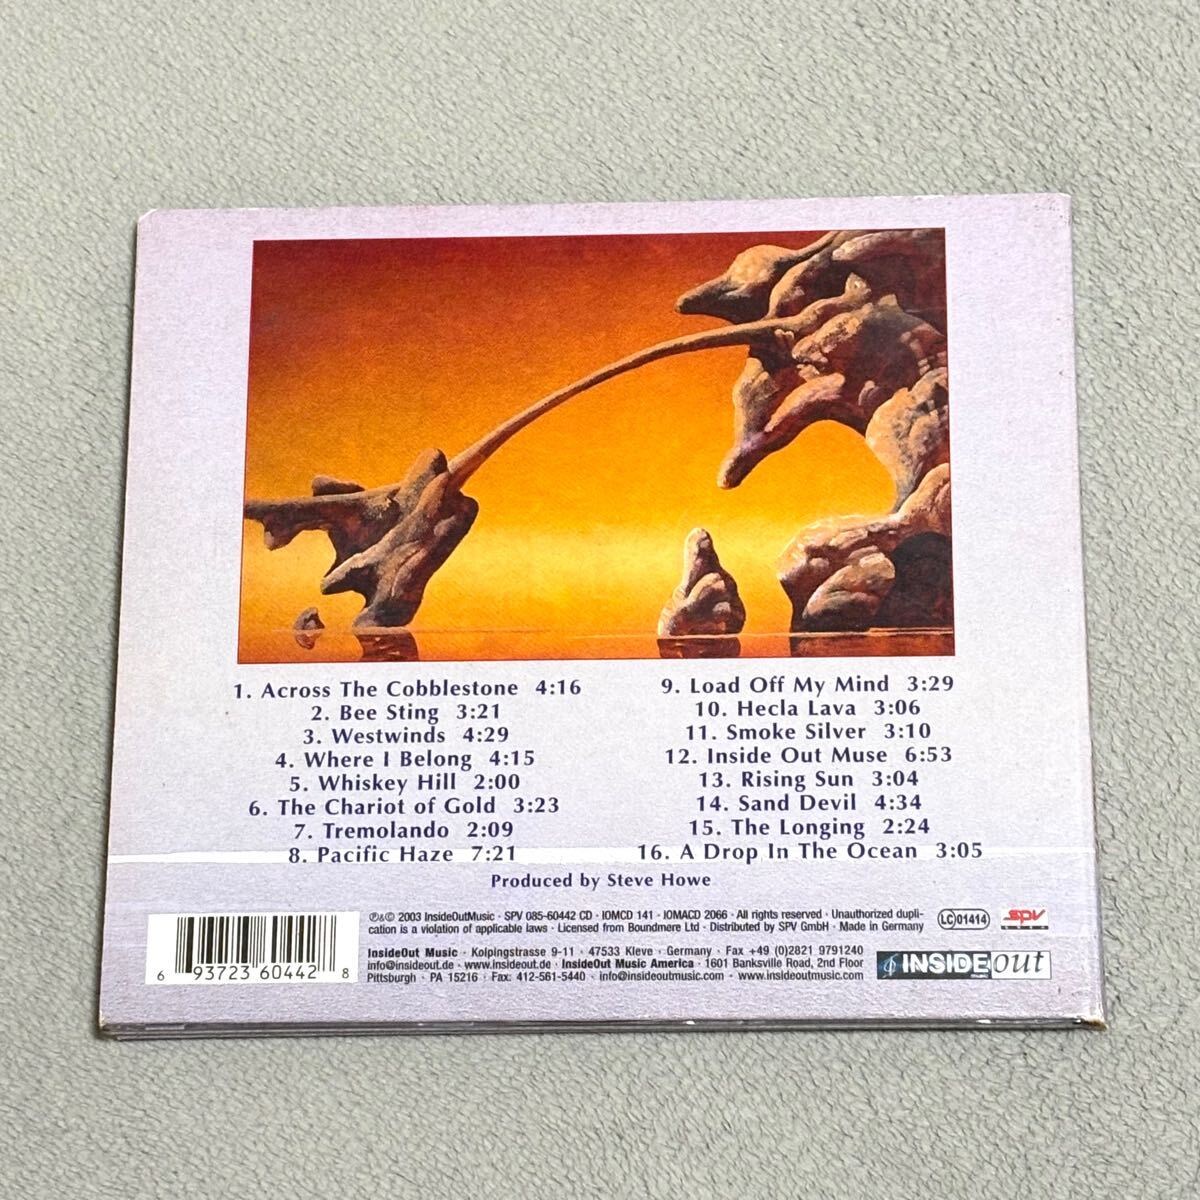 1. Across The Cobblestone 4:16
2. Bee Sting 3:21
3. Westwinds 4:29
4. Where I Belong 4:15
5. Whiskey Hill 2:00
6. The Chariot of Gold 3:23
7. Tremolando 2:09
8. Pacific Haze 7:21
9. Load Off My Mind 3:29
10. Hecla Lava 3:06
11. Smoke Silver 3:10
12. Inside Out Muse 6:53
13. Rising Sun 3:04
14. Sand Devil 4:34
15. The Longing 2:24
16. A Drop In The Ocean 3:05
Produced by Steve Howe
6 93723 60442 8
℗&© 2003 InsideOutMusic · SPV 085-60442 CD · IOMCD 141 · IOMACD 2066 · All rights reserved · Unauthorized dupli-
cation is a violation of applicable laws · Licensed from Boundmere Ltd · Distributed by SPV GmbH · Made in Germany
InsideOut Music · Kolpingstrasse 9-11 · 47533 Kleve · Germany · Fax +49 (0)2821 9791240
info@insideout.de · www.insideout.de · InsideOut Music America · 1601 Banksville Road, 2nd Floor
Pittsburgh · PA 15216 · Fax: 412-561-5440 · info@insideoutmusic.com · www.insideoutmusic.com
LC 01414
SPV
INSIDEOUT